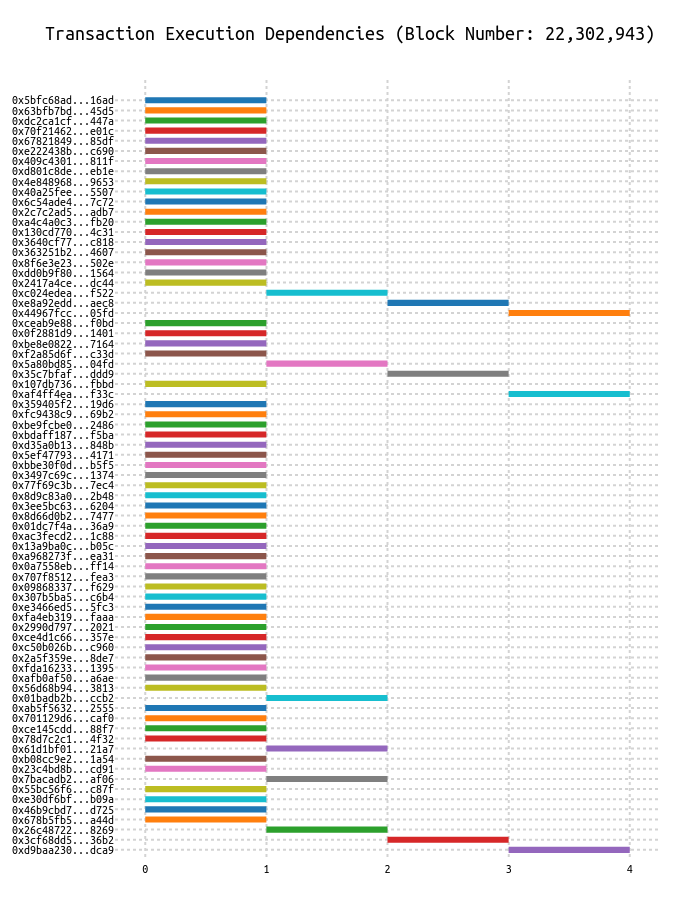 Transaction Execution Dependencies (Block Number: 22,302,943)
0x5bfc68ad...16ad
0x63bfb7bd...45d5
0xdc2ca1cf...447a
0x70f21462...e01c
0x67821849...85df
0xe222438b...c690
0x409c4301...811f
0xd801c8de...eb1e
0x4e848968...9653
0x40a25fee...5507
0x6c54ade4...7c72
0x2c7c2ad5...adb7
0xa4c4a0c3...fb20
0x130cd770...4c31
0x3640cf77...c818
0x363251b2...4607
0x8f6e3e23...502e
0xdd0b9f80...1564
0x2417a4ce...dc44
0xc024edea...f522
0xe8a92edd...aec8
0x44967fcc...05fd
0xceab9e88...f0bd
0x0f2881d9...1401
0xbe8e0822...7164
0xf2a85d6f...c33d
0x5a80bd85...04fd
0x35c7bfaf...ddd9
0x107db736...fbbd
0xaf4ff4ea...f33c
0x359405f2...19d6
0xfc9438c9...69b2
0xbe9fcbe0...2486
0xbdaff187...f5ba
0xd35a0b13...848b
0x5ef47793...4171
0xbbe30f0d...b5f5
0x3497c69c...1374
0x77f69c3b...7ec4
0x8d9c83a0...2b48
0x3ee5bc63...6204
0x8d66d0b2...7477
0x01dc7f4a...36a9
0xac3fecd2...1c88
0x13a9ba0c...b05c
0xa968273f...ea31
0x0a7558eb...ff14
0x707f8512...fea3
0x09868337...f629
0x307b5ba5...c6b4
0xe3466ed5...5fc3
0xfa4eb319...faaa
0x2990d797...2021
0xce4d1c66...357e
0xc50b026b...c960
0x2a5f359e...8de7
0xfda16233...1395
0xafb0af50...a6ae
0x56d68b94...3813
0x01badb2b...ccb2
0xab5f5632...2555
0x701129d6...caf0
0xce145cdd...88f7
0x78d7c2c1...4f32
0x61d1bf01...21a7
0xb08cc9e2...1a54
0x23c4bd8b...cd91
0x7bacadb2...af06
0x55bc56f6...c87f
0xe30df6bf...b09a
0x46b9cbd7...d725
0x678b5fb5...a44d
0x26c48722...8269
0x3cf68dd5...36b2
0xd9baa230...dca9
0 1 2 3 4